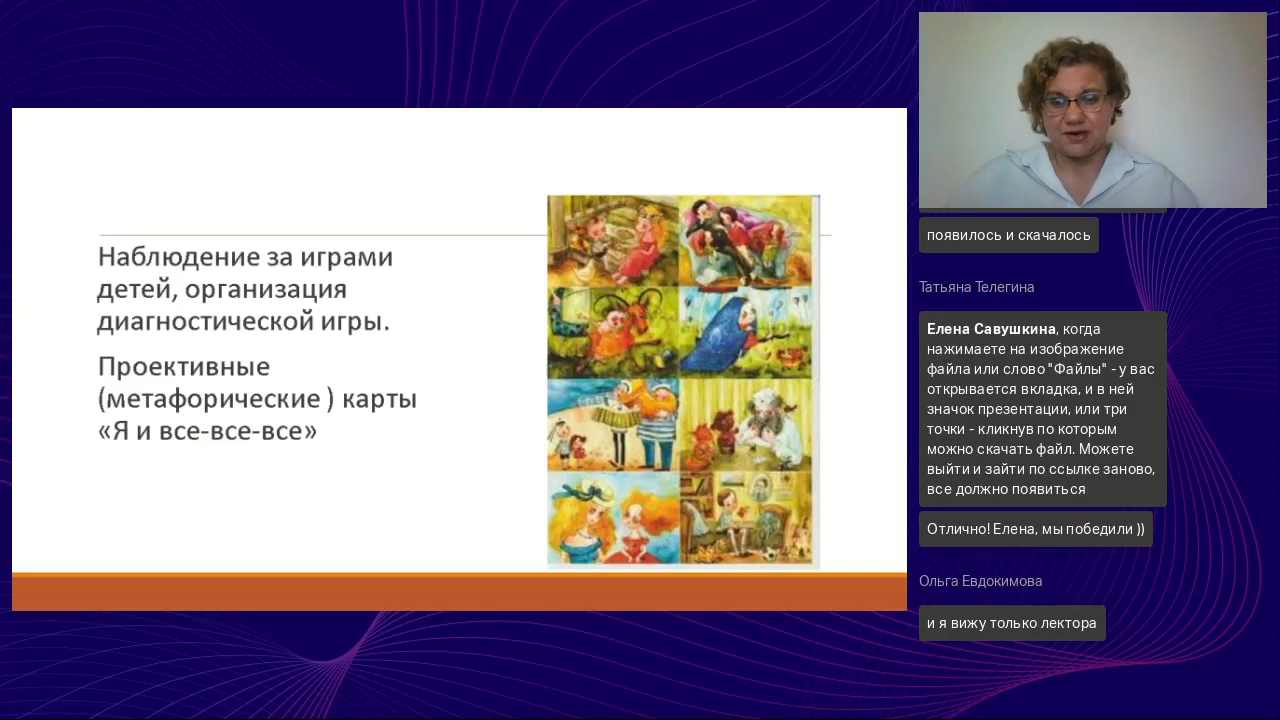 Наблюдение за играми
детей, организация
диагностической игры.
Проективные
(метафорические ) карты
«Я и все-все-все»
появилось и скачалось
Татьяна Телегина
Елена Савушкина, когда
нажимаете на изображение
файла или слово "Файлы" - у вас
открывается вкладка, и в ней
значок презентации, или три
точки - кликнув по которым
можно скачать файл. Можете
выйти и зайти по ссылке заново,
все должно появиться
Отлично! Елена, мы победили ))
Ольга Евдокимова
и я вижу только лектора